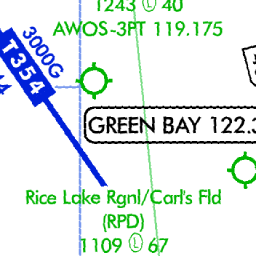 1243 Ⓛ 40
AWOS-3PT 119.175
3000G
T354
GREEN BAY 122.3
Rice Lake Rgnl/Carl's Fld
(RPD)
1109 Ⓛ 67